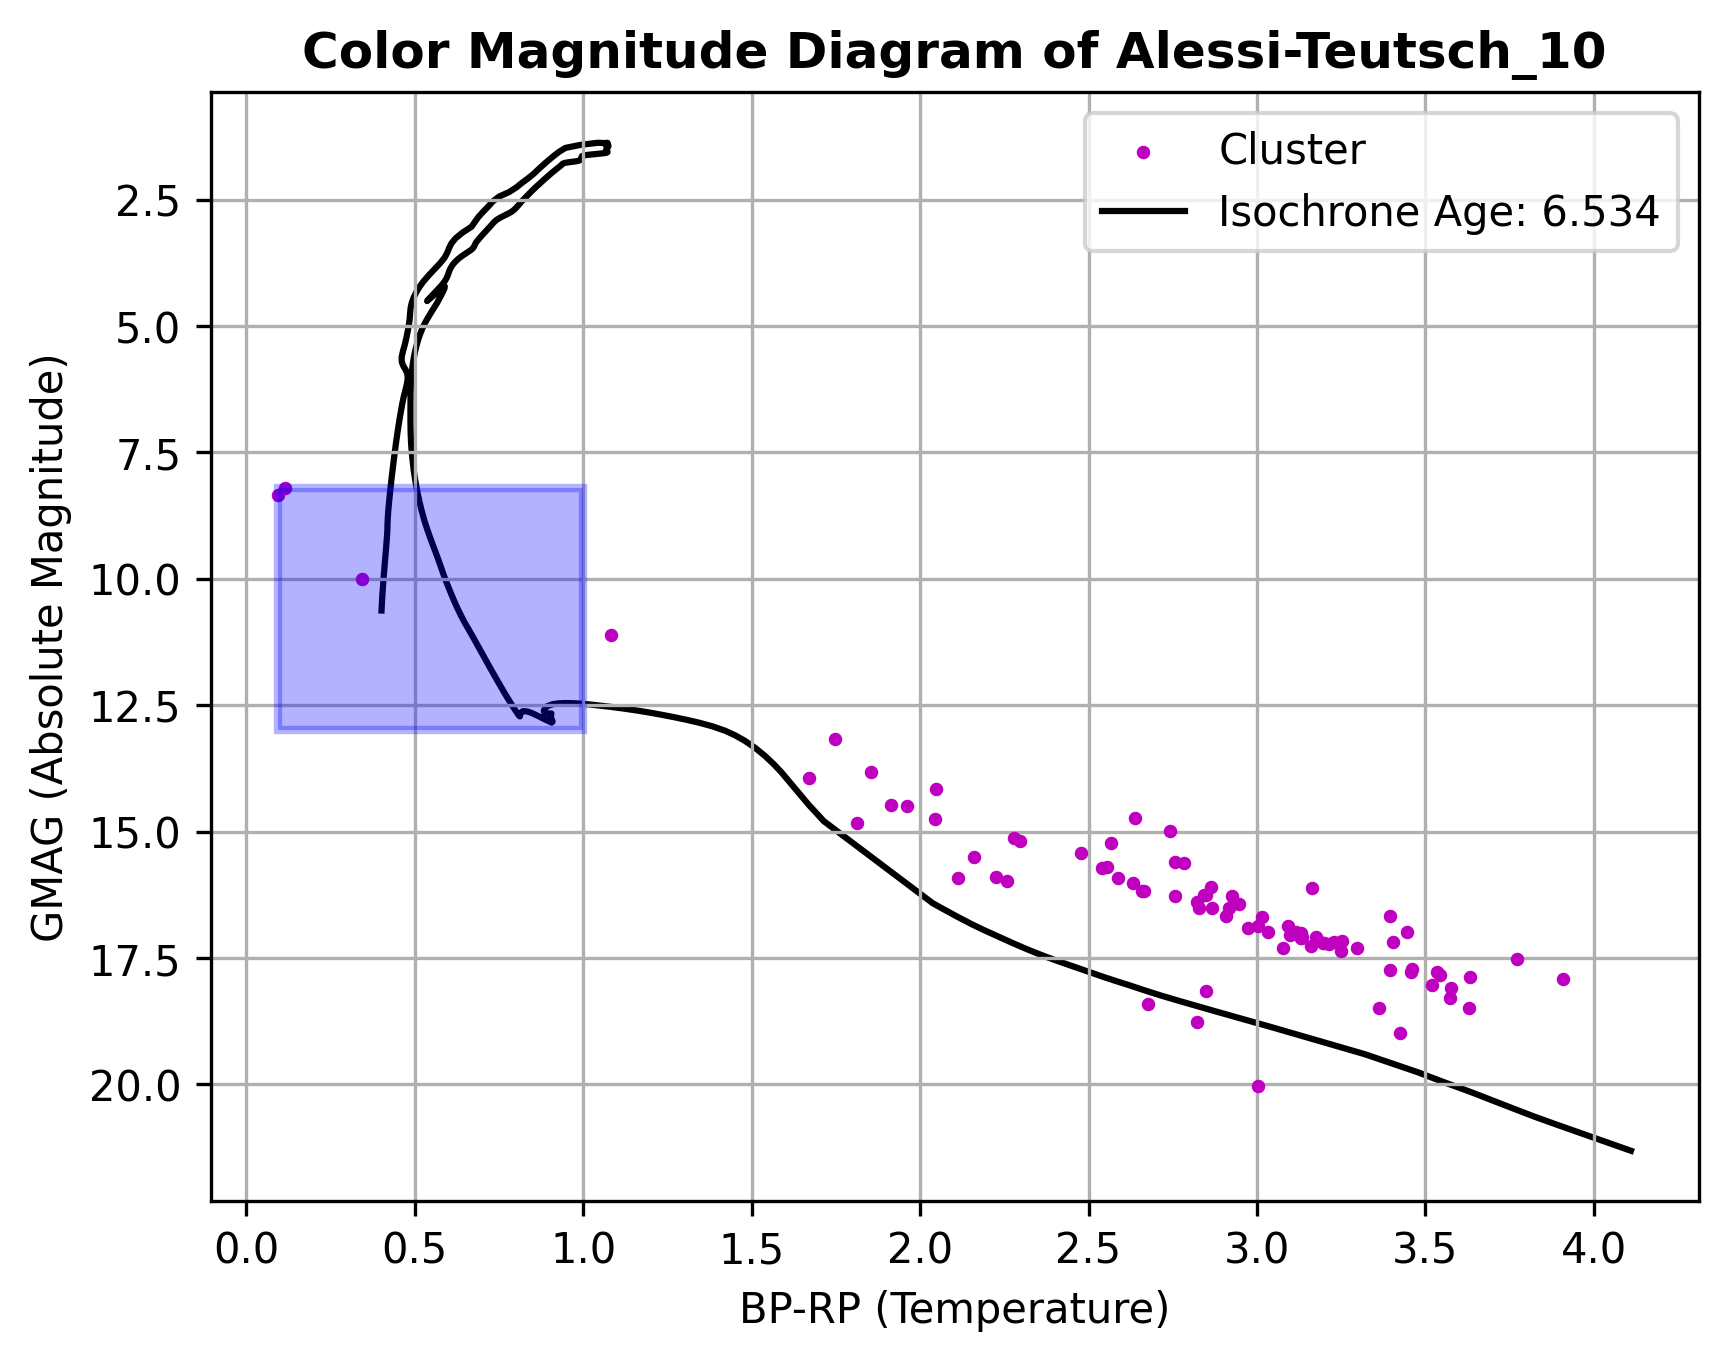 Color Magnitude Diagram of Alessi-Teutsch_10
Cluster
Isochrone Age: 6.534
GMAG (Absolute Magnitude)
2.5
5.0
7.5
10.0
12.5
15.0
17.5
20.0
0.0 0.5 1.0 1.5 2.0 2.5 3.0 3.5 4.0
BP-RP (Temperature)